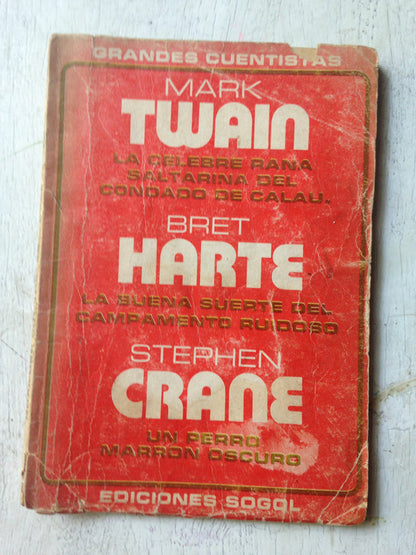 GRANDES CUENTISTAS
MARK
TWAIN
LA CELEBRE RANA
SALTARINA DEL
CONDADO DE CALAU.
BRET
HARTE
LA BUENA SUERTE DEL
CAMPAMENTO RUIDOSO
STEPHEN
CRANE
UN PERRO
MARRON OSCURO
EDICIONES SOGOL